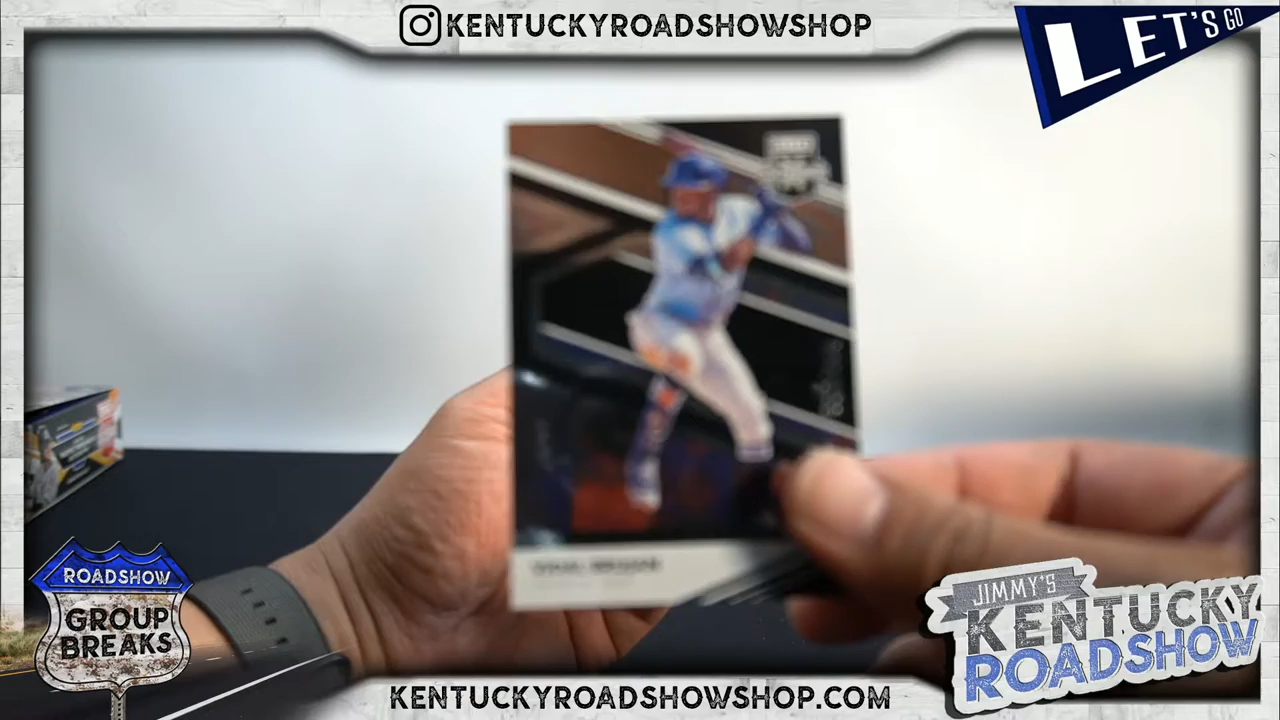 KENTUCKYROADSHOWSHOP
LET'S GO
ROADSHOW
GROUP
BREAKS
JIMMY'S
KENTUCKY
ROADSHOW
KENTUCKYROADSHOWSHOP.COM